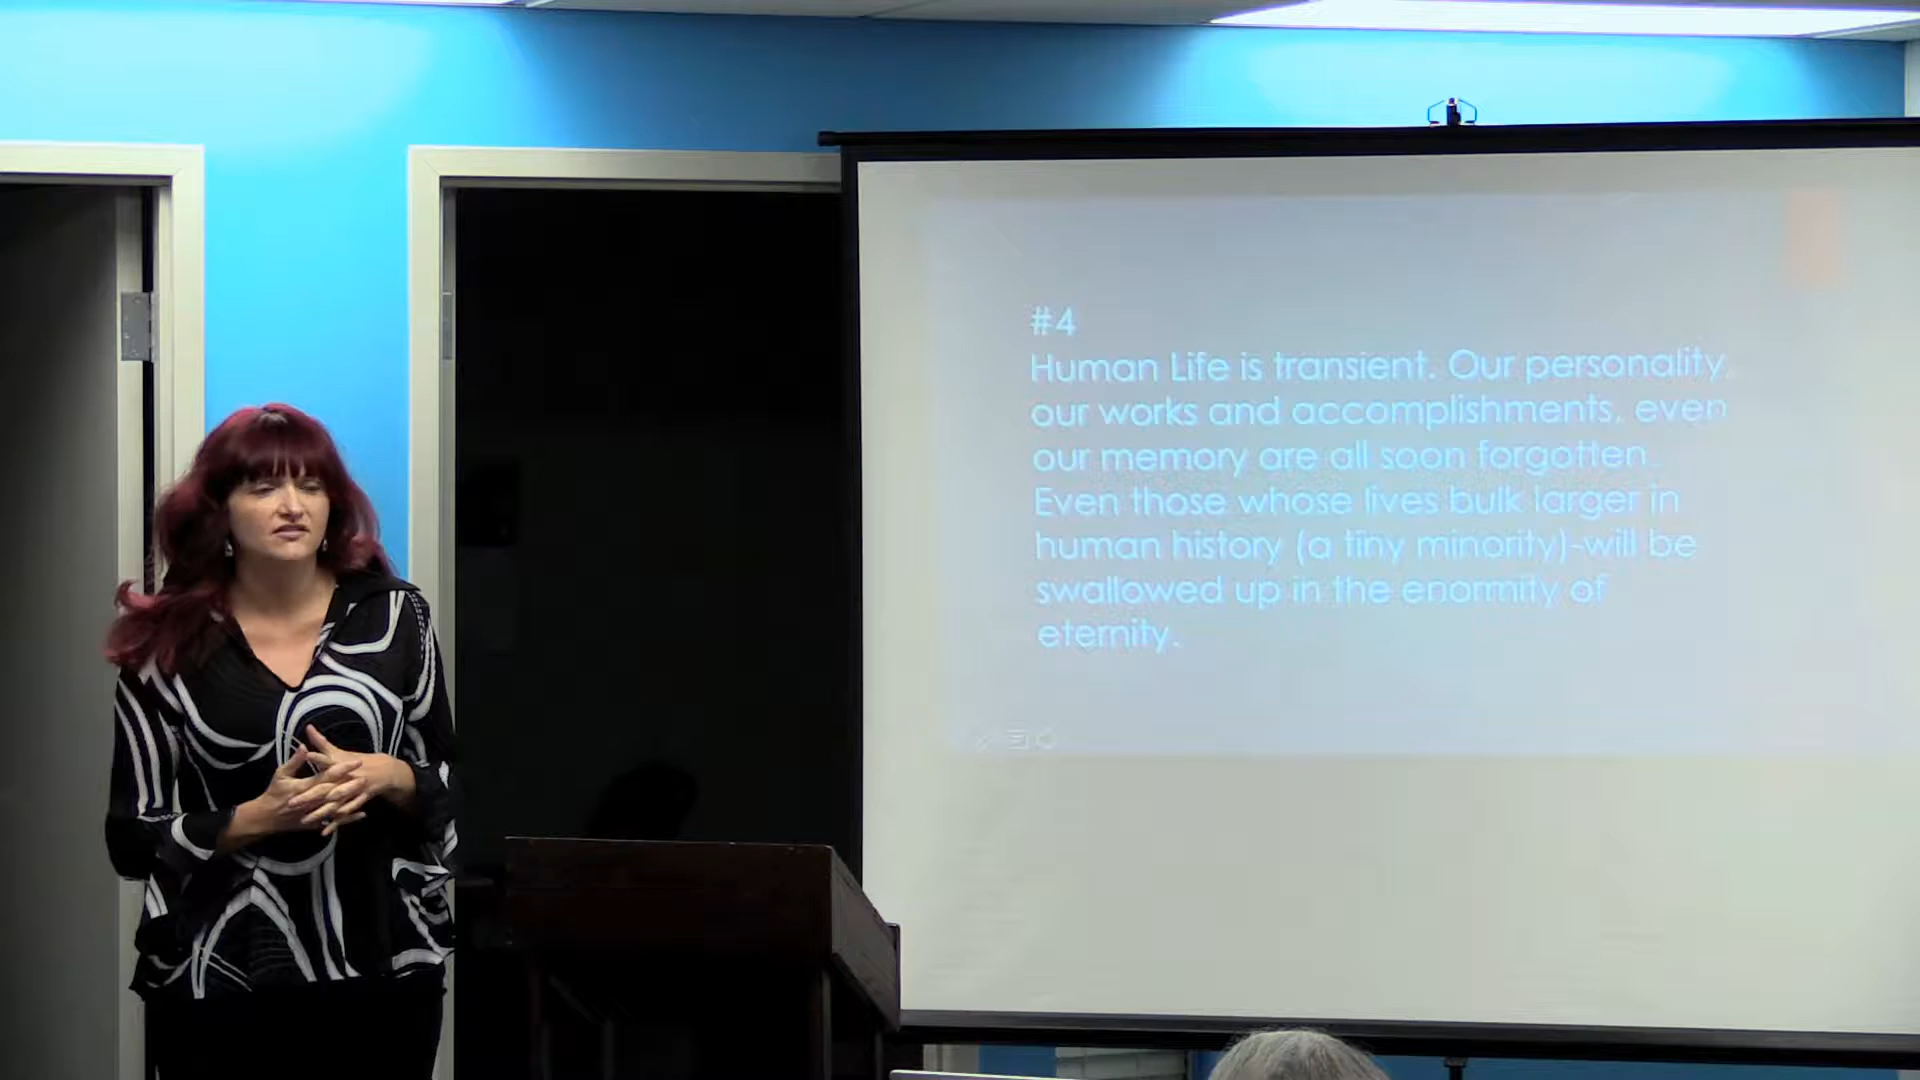 #4
Human Life is transient. Our personality,
our works and accomplishments, even
our memory are all soon forgotten.
Even those whose lives bulk larger in
human history (a tiny minority)-will be
swallowed up in the enormity of
eternity.